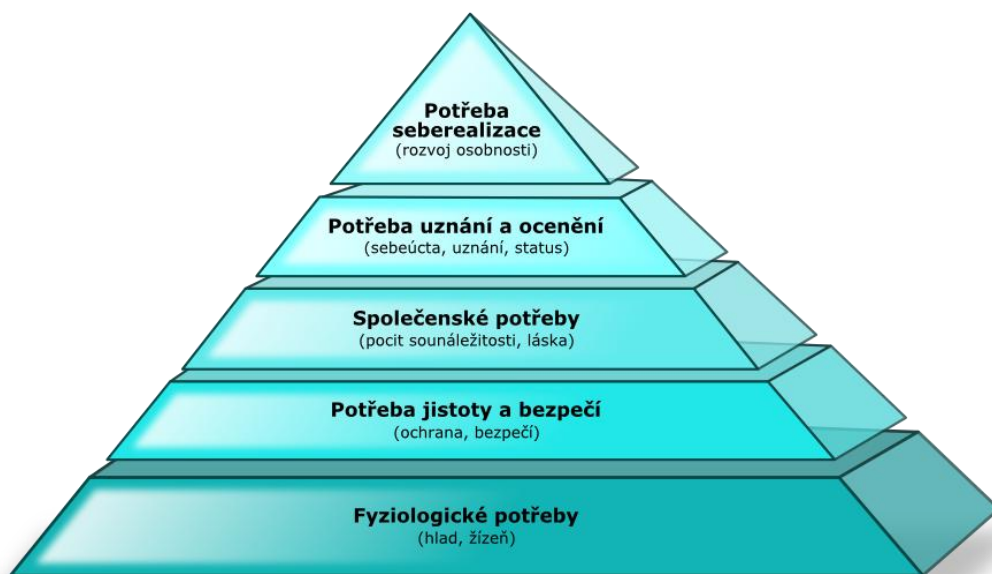 Potřeba
seberealizace
(rozvoj osobnosti)
Potřeba uznání a ocenění
(sebeúcta, uznání, status)
Společenské potřeby
(pocit sounáležitosti, láska)
Potřeba jistoty a bezpečí
(ochrana, bezpečí)
Fyziologické potřeby
(hlad, žízeň)